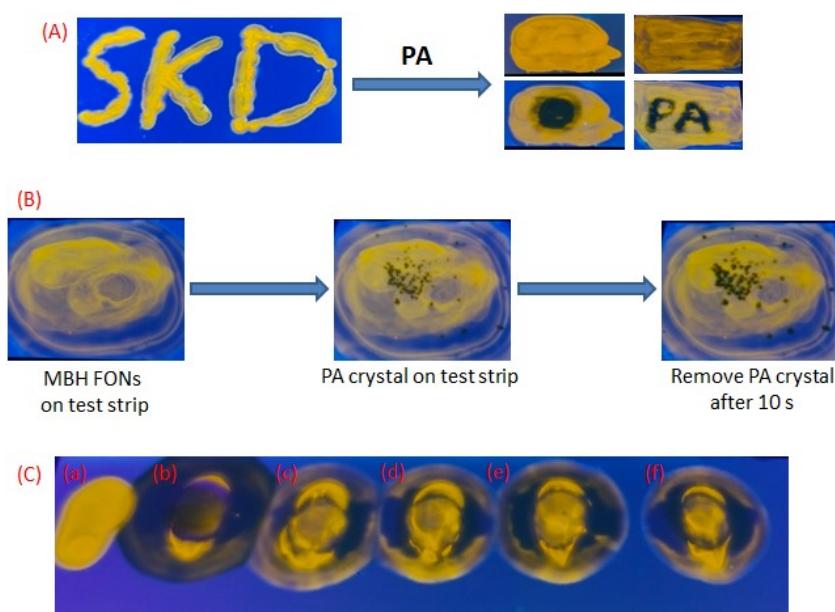 (A)
SKD
PA
PA
(B)
MBH FONs
on test strip
PA crystal on test strip
Remove PA crystal
after 10 s
(C)
(a)
(b)
(c)
(d)
(e)
(f)